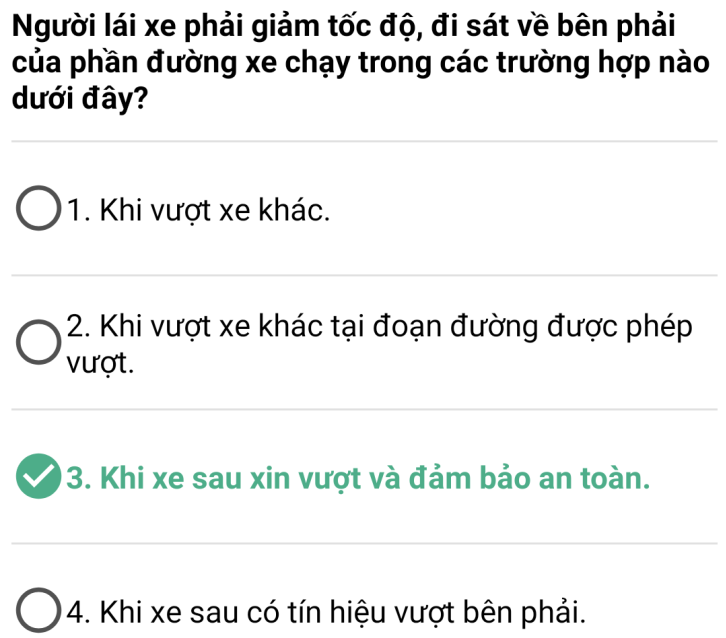 Người lái xe phải giảm tốc độ, đi sát về bên phải
của phần đường xe chạy trong các trường hợp nào
dưới đây?
1. Khi vượt xe khác.
2. Khi vượt xe khác tại đoạn đường được phép
vượt.
3. Khi xe sau xin vượt và đảm bảo an toàn.
4. Khi xe sau có tín hiệu vượt bên phải.